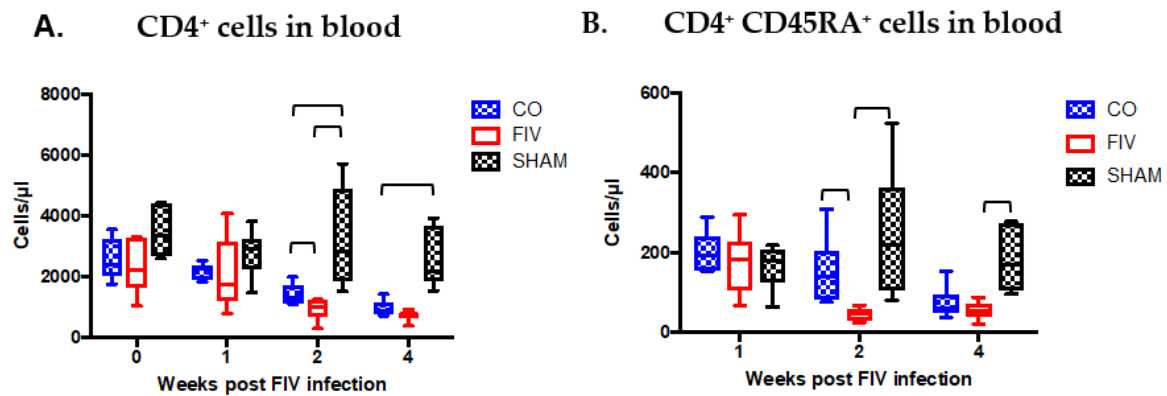 A. CD4⁺ cells in blood
8000
6000
4000
2000
0
Cells/µl
0 1 2 4
Weeks post FIV infection
CO
FIV
SHAM
B. CD4⁺ CD45RA⁺ cells in blood
600
400
200
0
Cells/µl
1 2 4
Weeks post FIV infection
CO
FIV
SHAM